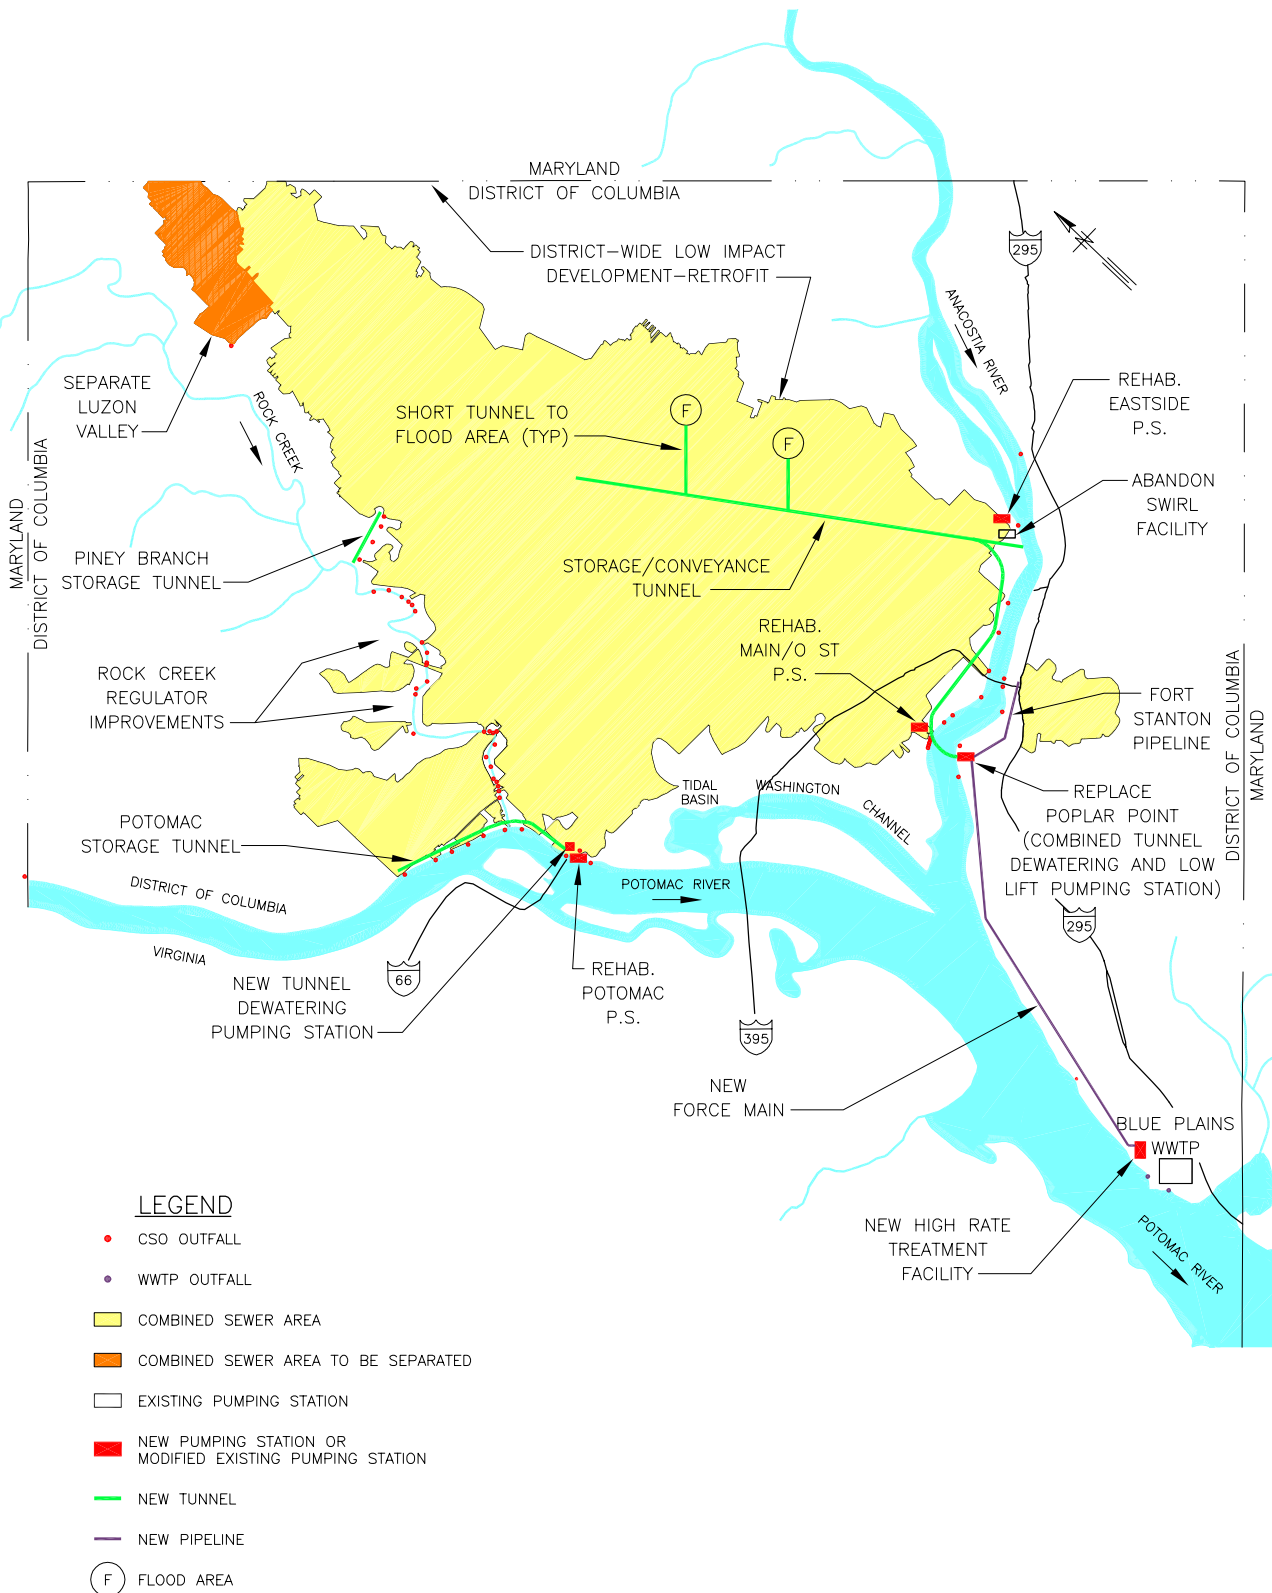 MARYLAND
DISTRICT OF COLUMBIA
DISTRICT-WIDE LOW IMPACT
DEVELOPMENT-RETROFIT
295
N
ANACOSTIA RIVER
SEPARATE
LUZON
VALLEY
ROCK CREEK
SHORT TUNNEL TO
FLOOD AREA (TYP)
F
F
REHAB.
EASTSIDE
P.S.
ABANDON
SWIRL
FACILITY
MARYLAND
DISTRICT OF COLUMBIA
PINEY BRANCH
STORAGE TUNNEL
STORAGE/CONVEYANCE
TUNNEL
REHAB.
MAIN/O ST
P.S.
ROCK CREEK
REGULATOR
IMPROVEMENTS
FORT
STANTON
PIPELINE
DISTRICT OF COLUMBIA
MARYLAND
TIDAL
BASIN
WASHINGTON
CHANNEL
REPLACE
POPLAR POINT
(COMBINED TUNNEL
DEWATERING AND LOW
LIFT PUMPING STATION)
POTOMAC
STORAGE TUNNEL
DISTRICT OF COLUMBIA
VIRGINIA
POTOMAC RIVER
295
66
NEW TUNNEL
DEWATERING
PUMPING STATION
REHAB.
POTOMAC
P.S.
395
NEW
FORCE MAIN
BLUE PLAINS
WWTP
NEW HIGH RATE
TREATMENT
FACILITY
POTOMAC RIVER
LEGEND
CSO OUTFALL
WWTP OUTFALL
COMBINED SEWER AREA
COMBINED SEWER AREA TO BE SEPARATED
EXISTING PUMPING STATION
NEW PUMPING STATION OR
MODIFIED EXISTING PUMPING STATION
NEW TUNNEL
NEW PIPELINE
F FLOOD AREA